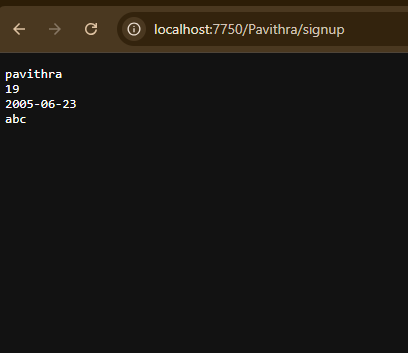 localhost:7750/Pavithra/signup
pavithra
19
2005-06-23
abc